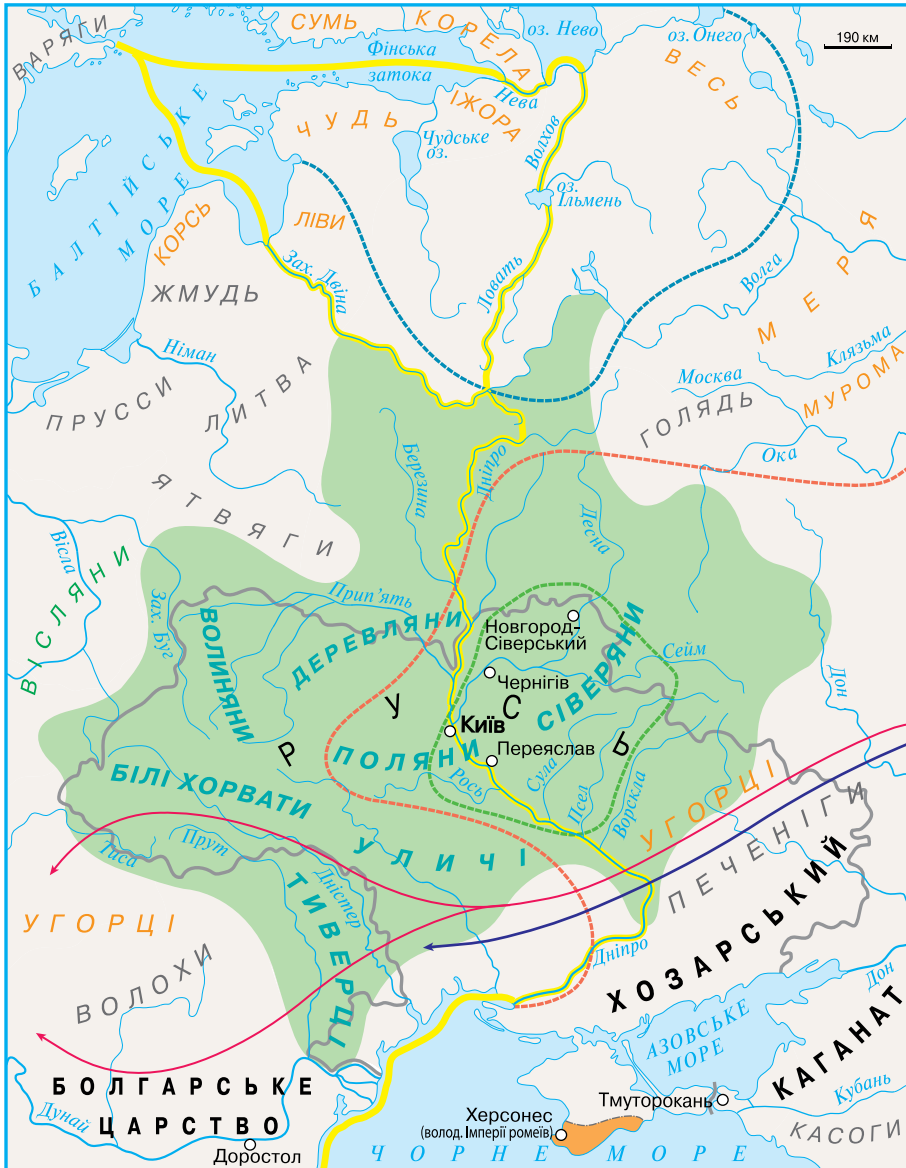 ВАРЯГИ
СУМЬ
КОРЕЛА
оз. Нево
оз. Онего
ВЕСЬ
190 км
Фінська
затока
Нева
ІЖОРА
ЧУДЬ
Чудське
оз.
Волхов
оз.
Ільмень
БАЛТІЙСЬКЕ
МОРЕ
КОРСЬ
ЛІВИ
Зах. Двіна
Ловать
Волга
МЕРЯ
ЖМУДЬ
Німан
ЛИТВА
ПРУССИ
Клязьма
Москва
МУРОМА
ГОЛЯДЬ
Ока
ЯТВЯГИ
Березина
Дніпро
Десна
Вісла
ВІСЛЯНИ
Зах. Буг
Прип’ять
ВОЛИНЯНИ
ДЕРЕВЛЯНИ
Новгород-
Сіверський
СІВЕРЯНИ
Сейм
Чернігів
Дон
РУСЬ
Київ
ПОЛЯНИ
Переяслав
Рось
Сула
Псел
Ворскла
БІЛІ ХОРВАТИ
УГОРЦІ
ПЕЧЕНІГИ
УЛИЧІ
Тиса
Прут
Дністер
ТИВЕРЦІ
УГОРЦІ
ВОЛОХИ
Дніпро
ХОЗАРСЬКИЙ
КАГАНАТ
Дон
АЗОВСЬКЕ
МОРЕ
БОЛГАРСЬКЕ
ЦАРСТВО
Дунай
Доростол
Херсонес
(волод. Імперії ромеїв)
Тмуторокань
Кубань
КАСОГИ
ЧОРНЕ МОРЕ